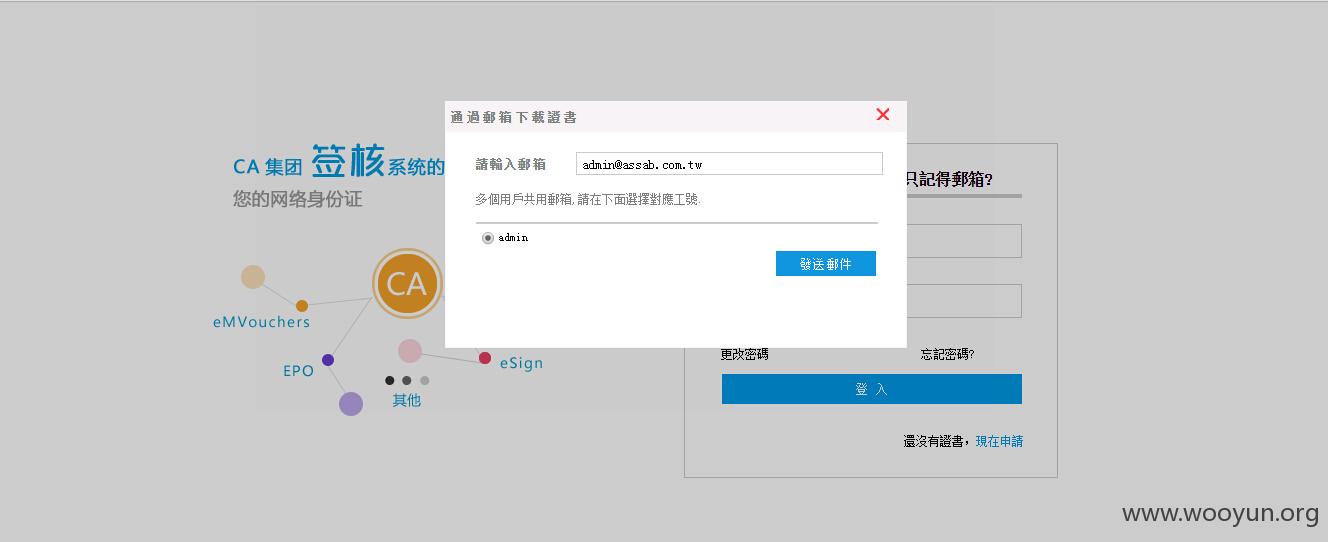 通過郵箱下載證書
請輸入郵箱
admin@assab.com.tw
多個用戶共用郵箱, 請在下面選擇對應工號.
admin
發送郵件
CA 集团 签核系统的
您的网络身份证
CA
eMVouchers
EPO
eSign
其他
只記得郵箱?
更改密碼
忘記密碼?
登 入
還沒有證書，現在申請
www.wooyun.org